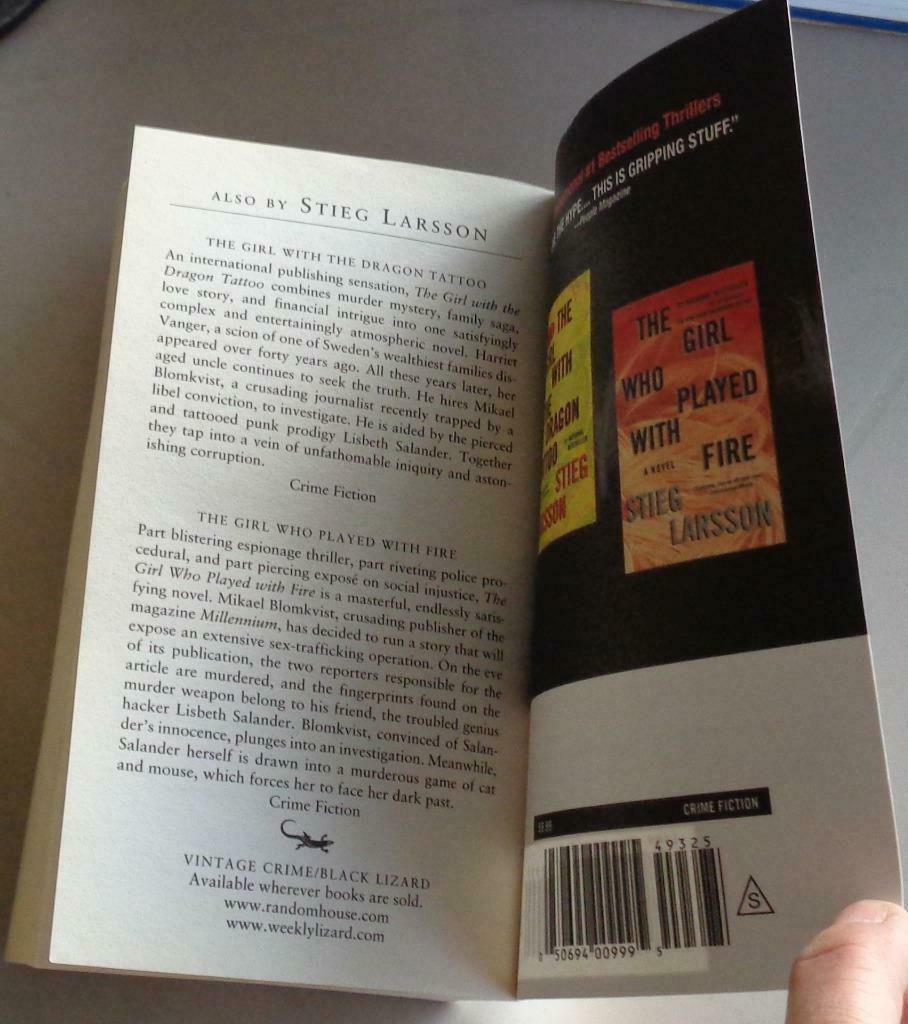 ALSO BY STIEG LARSSON
THE GIRL WITH THE DRAGON TATTOO
An international publishing sensation, The Girl with the
Dragon Tattoo combines murder mystery, family saga,
love story, and financial intrigue into one satisfyingly
complex and entertainingly atmospheric novel. Harriet
Vanger, a scion of one of Sweden's wealthiest families dis-
appeared over forty years ago. All these years later, her
aged uncle continues to seek the truth. He hires Mikael
Blomkvist, a crusading journalist recently trapped by a
libel conviction, to investigate. He is aided by the pierced
and tattooed punk prodigy Lisbeth Salander. Together
they tap into a vein of unfathomable iniquity and aston-
ishing corruption.
Crime Fiction
THE GIRL WHO PLAYED WITH FIRE
Part blistering espionage thriller, part riveting police pro-
cedural, and part piercing exposé on social injustice, The
Girl Who Played with Fire is a masterful, endlessly satis-
fying novel. Mikael Blomkvist, crusading publisher of the
magazine Millennium, has decided to run a story that will
expose an extensive sex-trafficking operation. On the eve
of its publication, the two reporters responsible for the
article are murdered, and the fingerprints found on the
murder weapon belong to his friend, the troubled genius
hacker Lisbeth Salander. Blomkvist, convinced of Salan-
der's innocence, plunges into an investigation. Meanwhile,
Salander herself is drawn into a murderous game of cat
and mouse, which forces her to face her dark past.
Crime Fiction
VINTAGE CRIME/BLACK LIZARD
Available wherever books are sold.
www.randomhouse.com
www.weeklylizard.com
#1 Bestselling Thrillers
THE HYPE... THIS IS GRIPPING STUFF."
—People Magazine
THE
WITH
DRAGON
STIEG
THE
GIRL
WHO
PLAYED
WITH
FIRE
A NOVEL
STIEG
LARSSON
CRIME FICTION
49325
50694 00999 5
S